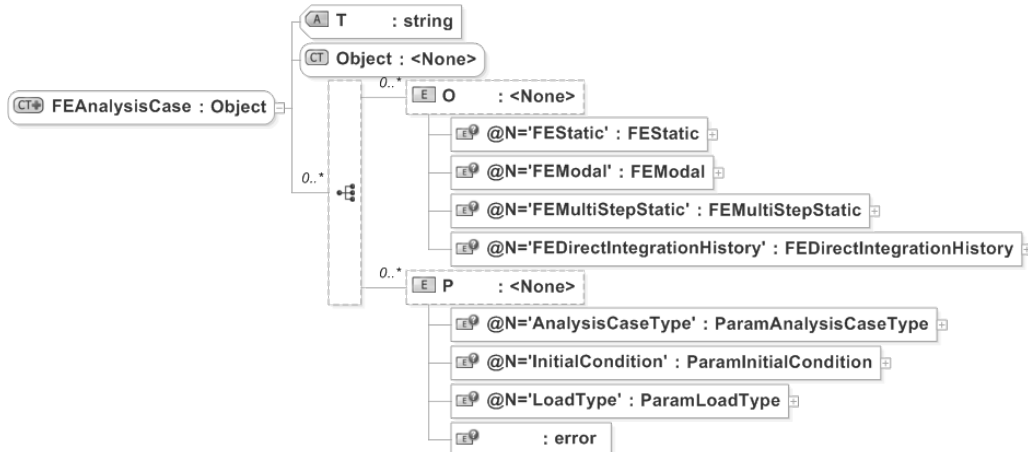 A T : string
CT Object : <None>
0..*
E O : <None>
CT FEAnalysisCase : Object
E @N='FEStatic' : FEStatic
E @N='FEModal' : FEModal
0..*
E @N='FEMultiStepStatic' : FEMultiStepStatic
E @N='FEDirectIntegrationHistory' : FEDirectIntegrationHistory
0..*
E P : <None>
E @N='AnalysisCaseType' : ParamAnalysisCaseType
E @N='InitialCondition' : ParamInitialCondition
E @N='LoadType' : ParamLoadType
E : error